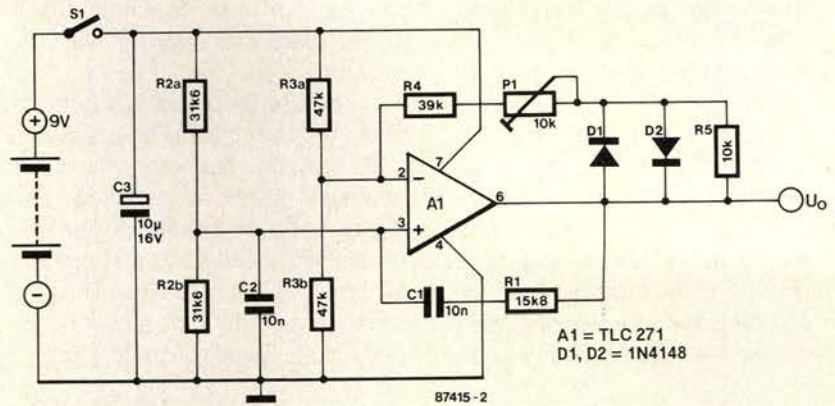 S1
R2a
31k6
R3a
47k
R4
39k
P1
10k
D1
D2
R5
10k
+
9V
C3
10µ
16V
2
−
7
A1
6
U₀
3
+
4
R2b
31k6
C2
10n
R3b
47k
C1
10n
R1
15k8
−
A1 = TLC 271
D1, D2 = 1N4148
87415 - 2